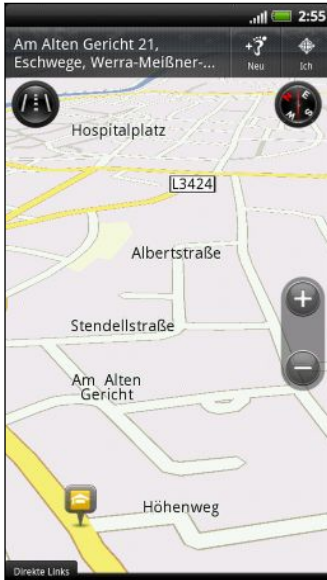 2:55
Am Alten Gericht 21,
Eschwege, Werra-Meißner-...
Neu
Ich
N
E
S
W
Hospitalplatz
L3424
Albertstraße
Stendellstraße
Am Alten
Gericht
Höhenweg
Direkte Links